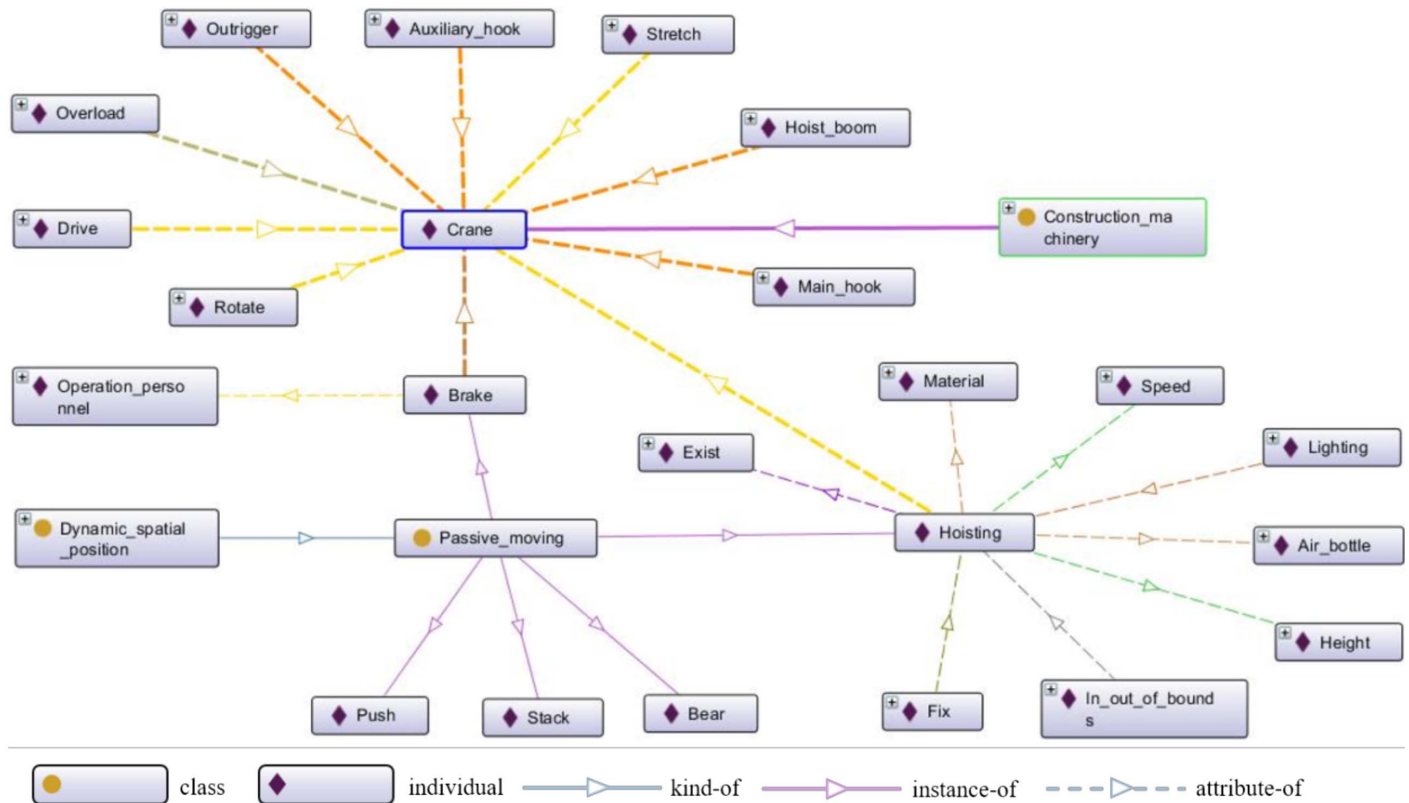 Outrigger
Auxiliary_hook
Stretch
Overload
Hoist_boom
Drive
Crane
Construction_ma
chinery
Rotate
Main_hook
Operation_perso
nnel
Brake
Material
Speed
Exist
Lighting
Dynamic_spatial
_position
Passive_moving
Hoisting
Air_bottle
Height
Push
Stack
Bear
Fix
In_out_of_bound
s
class
individual
kind-of
instance-of
attribute-of